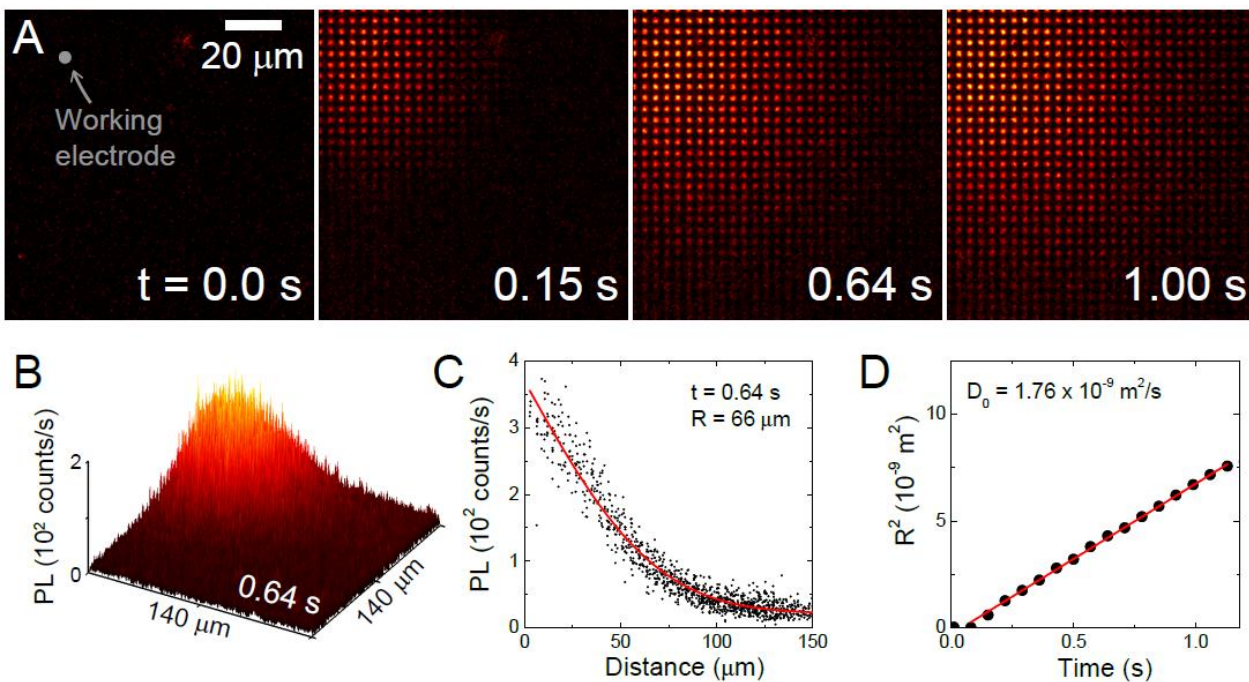 A
20 μm
Working
electrode
t = 0.0 s
0.15 s
0.64 s
1.00 s
B
PL (10² counts/s)
2
0
140 μm
140 μm
0.64 s
C
PL (10² counts/s)
4
3
2
1
0
t = 0.64 s
R = 66 μm
0
50
100
150
Distance (μm)
D
R² (10⁻⁹ m²)
10
5
0
D₀ = 1.76 x 10⁻⁹ m²/s
0.0
0.5
1.0
Time (s)